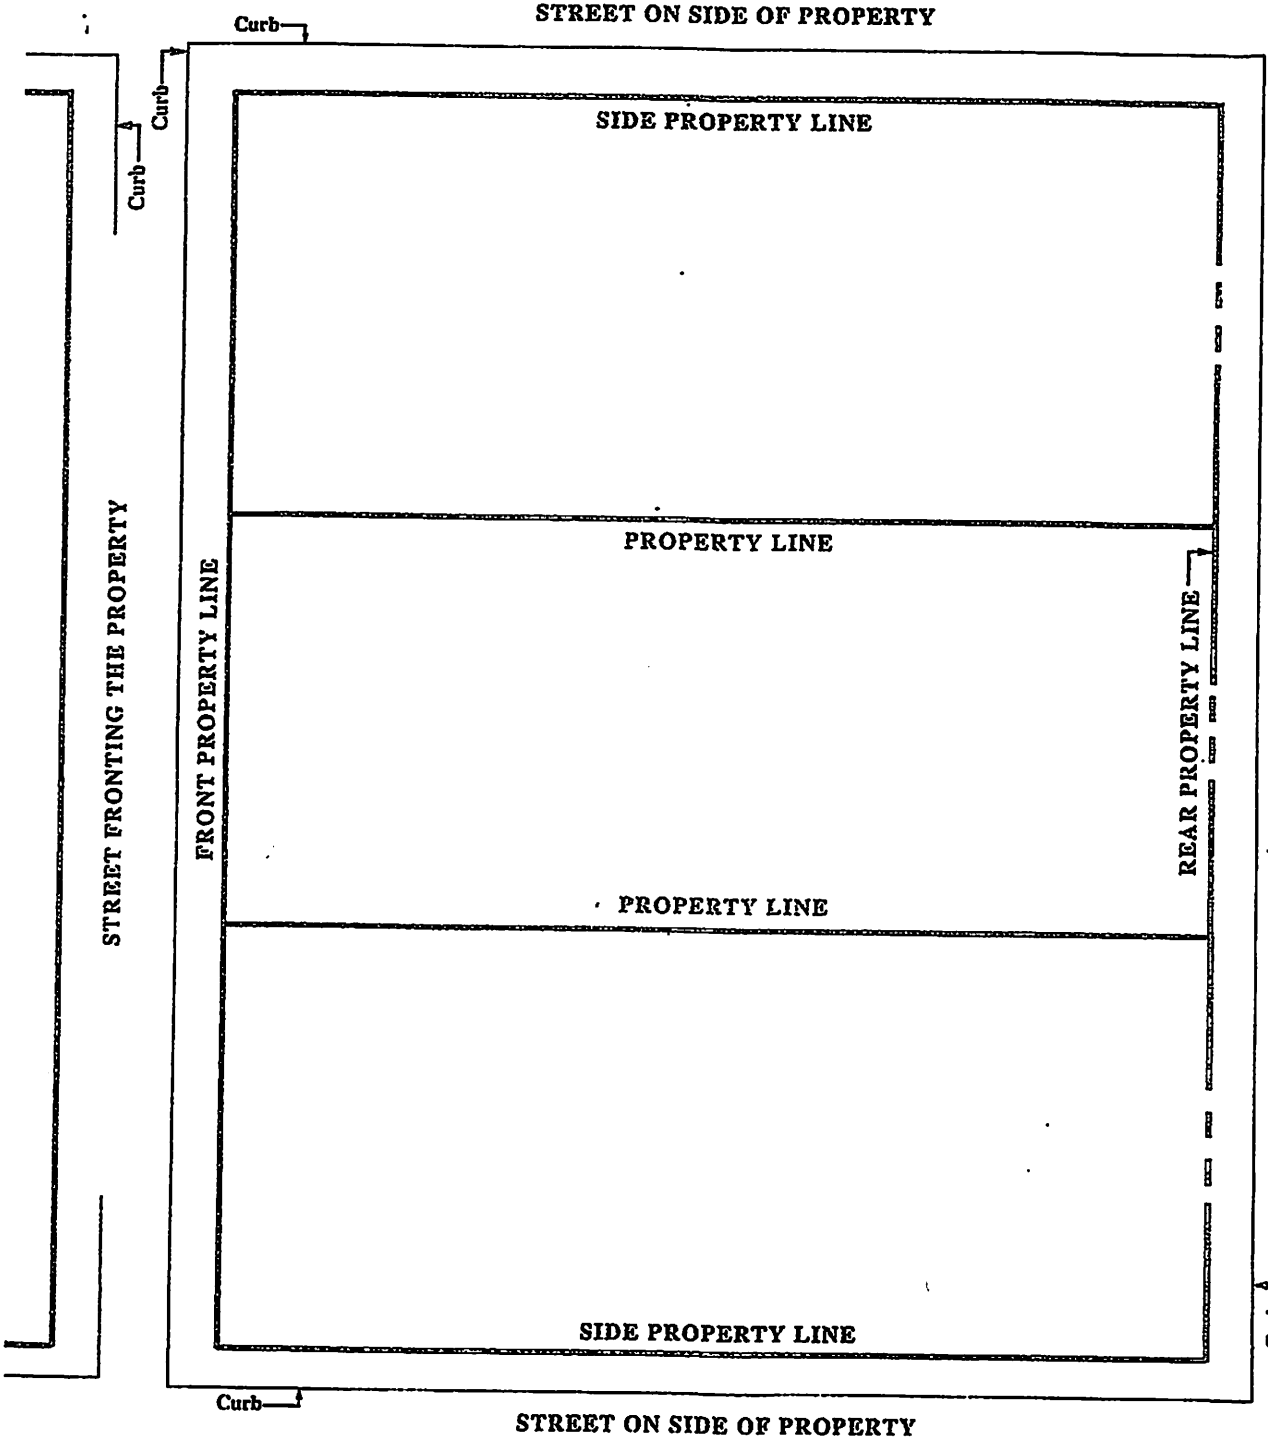 STREET ON SIDE OF PROPERTY
Curb
Curb
Curb
SIDE PROPERTY LINE
STREET FRONTING THE PROPERTY
FRONT PROPERTY LINE
PROPERTY LINE
REAR PROPERTY LINE
PROPERTY LINE
SIDE PROPERTY LINE
Curb
STREET ON SIDE OF PROPERTY